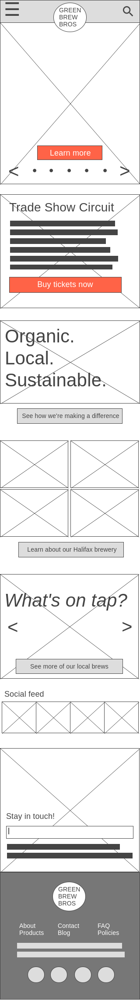 GREEN
BREW
BROS
Learn more
< >
Trade Show Circuit
Buy tickets now
Organic.
Local.
Sustainable.
See how we're making a difference
Learn about our Halifax brewery
What's on tap?
< >
See more of our local brews
Social feed
Stay in touch!
GREEN
BREW
BROS
About Contact FAQ
Products Blog Policies